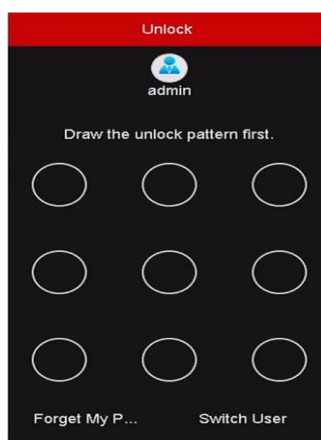 Unlock
admin
Draw the unlock pattern first.
Forget My P...
Switch User